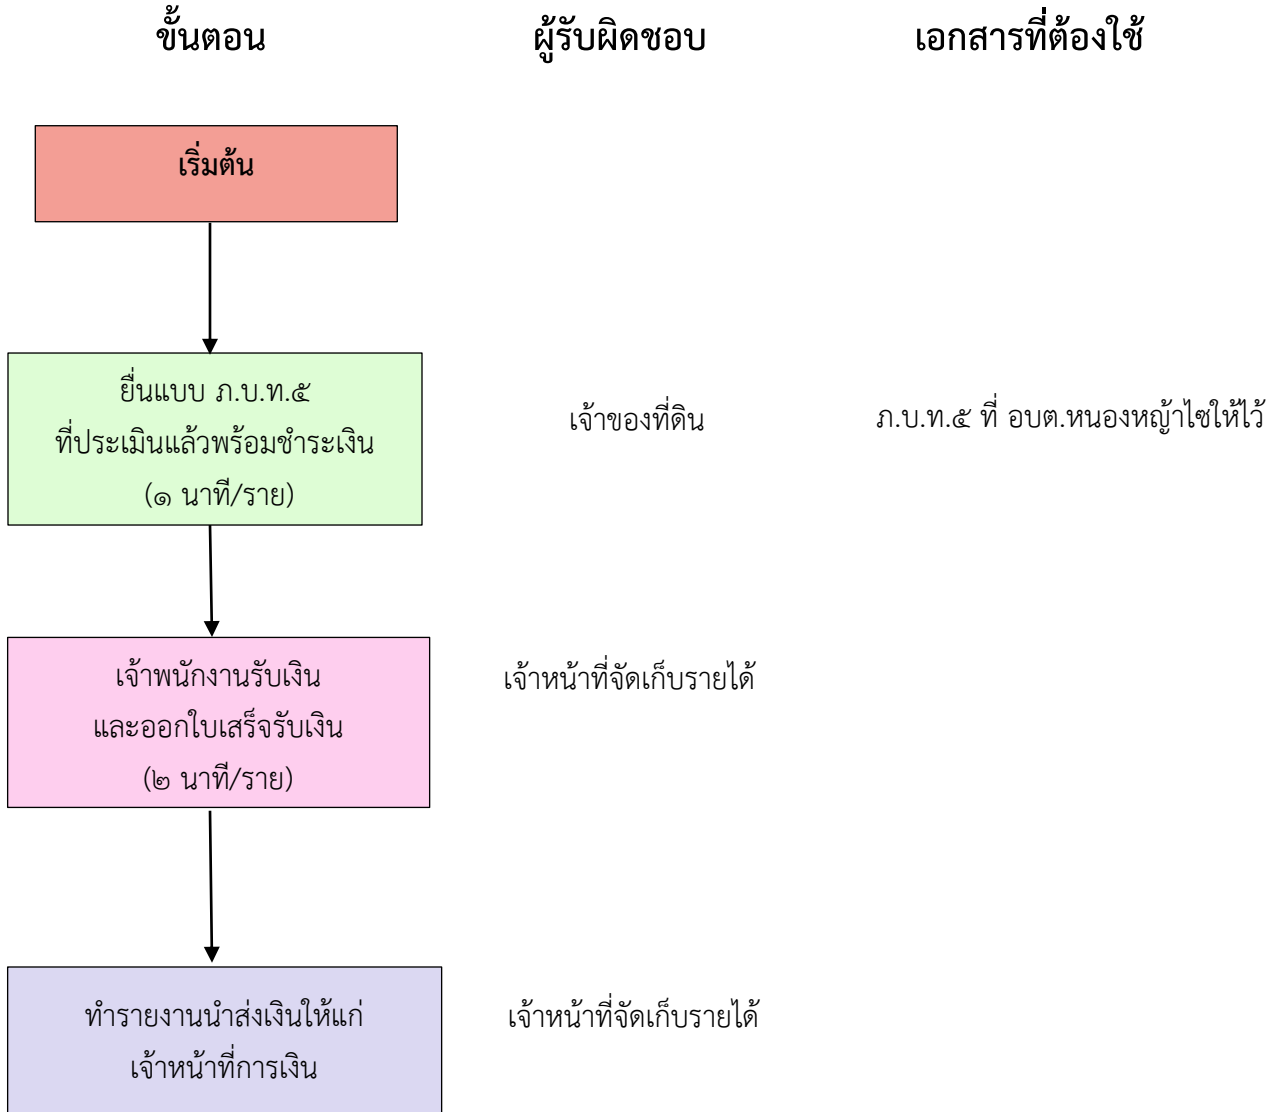 ขั้นตอน ผู้รับผิดชอบ เอกสารที่ต้องใช้
เริ่มต้น
ยื่นแบบ ภ.บ.ท.๕
ที่ประเมินแล้วพร้อมชำระเงิน
(๑ นาที/ราย)
เจ้าของที่ดิน
ภ.บ.ท.๕ ที่ อบต.หนองหญ้าไซให้ไว้
เจ้าพนักงานรับเงิน
และออกใบเสร็จรับเงิน
(๒ นาที/ราย)
เจ้าหน้าที่จัดเก็บรายได้
ทำรายงานนำส่งเงินให้แก่
เจ้าหน้าที่การเงิน
เจ้าหน้าที่จัดเก็บรายได้